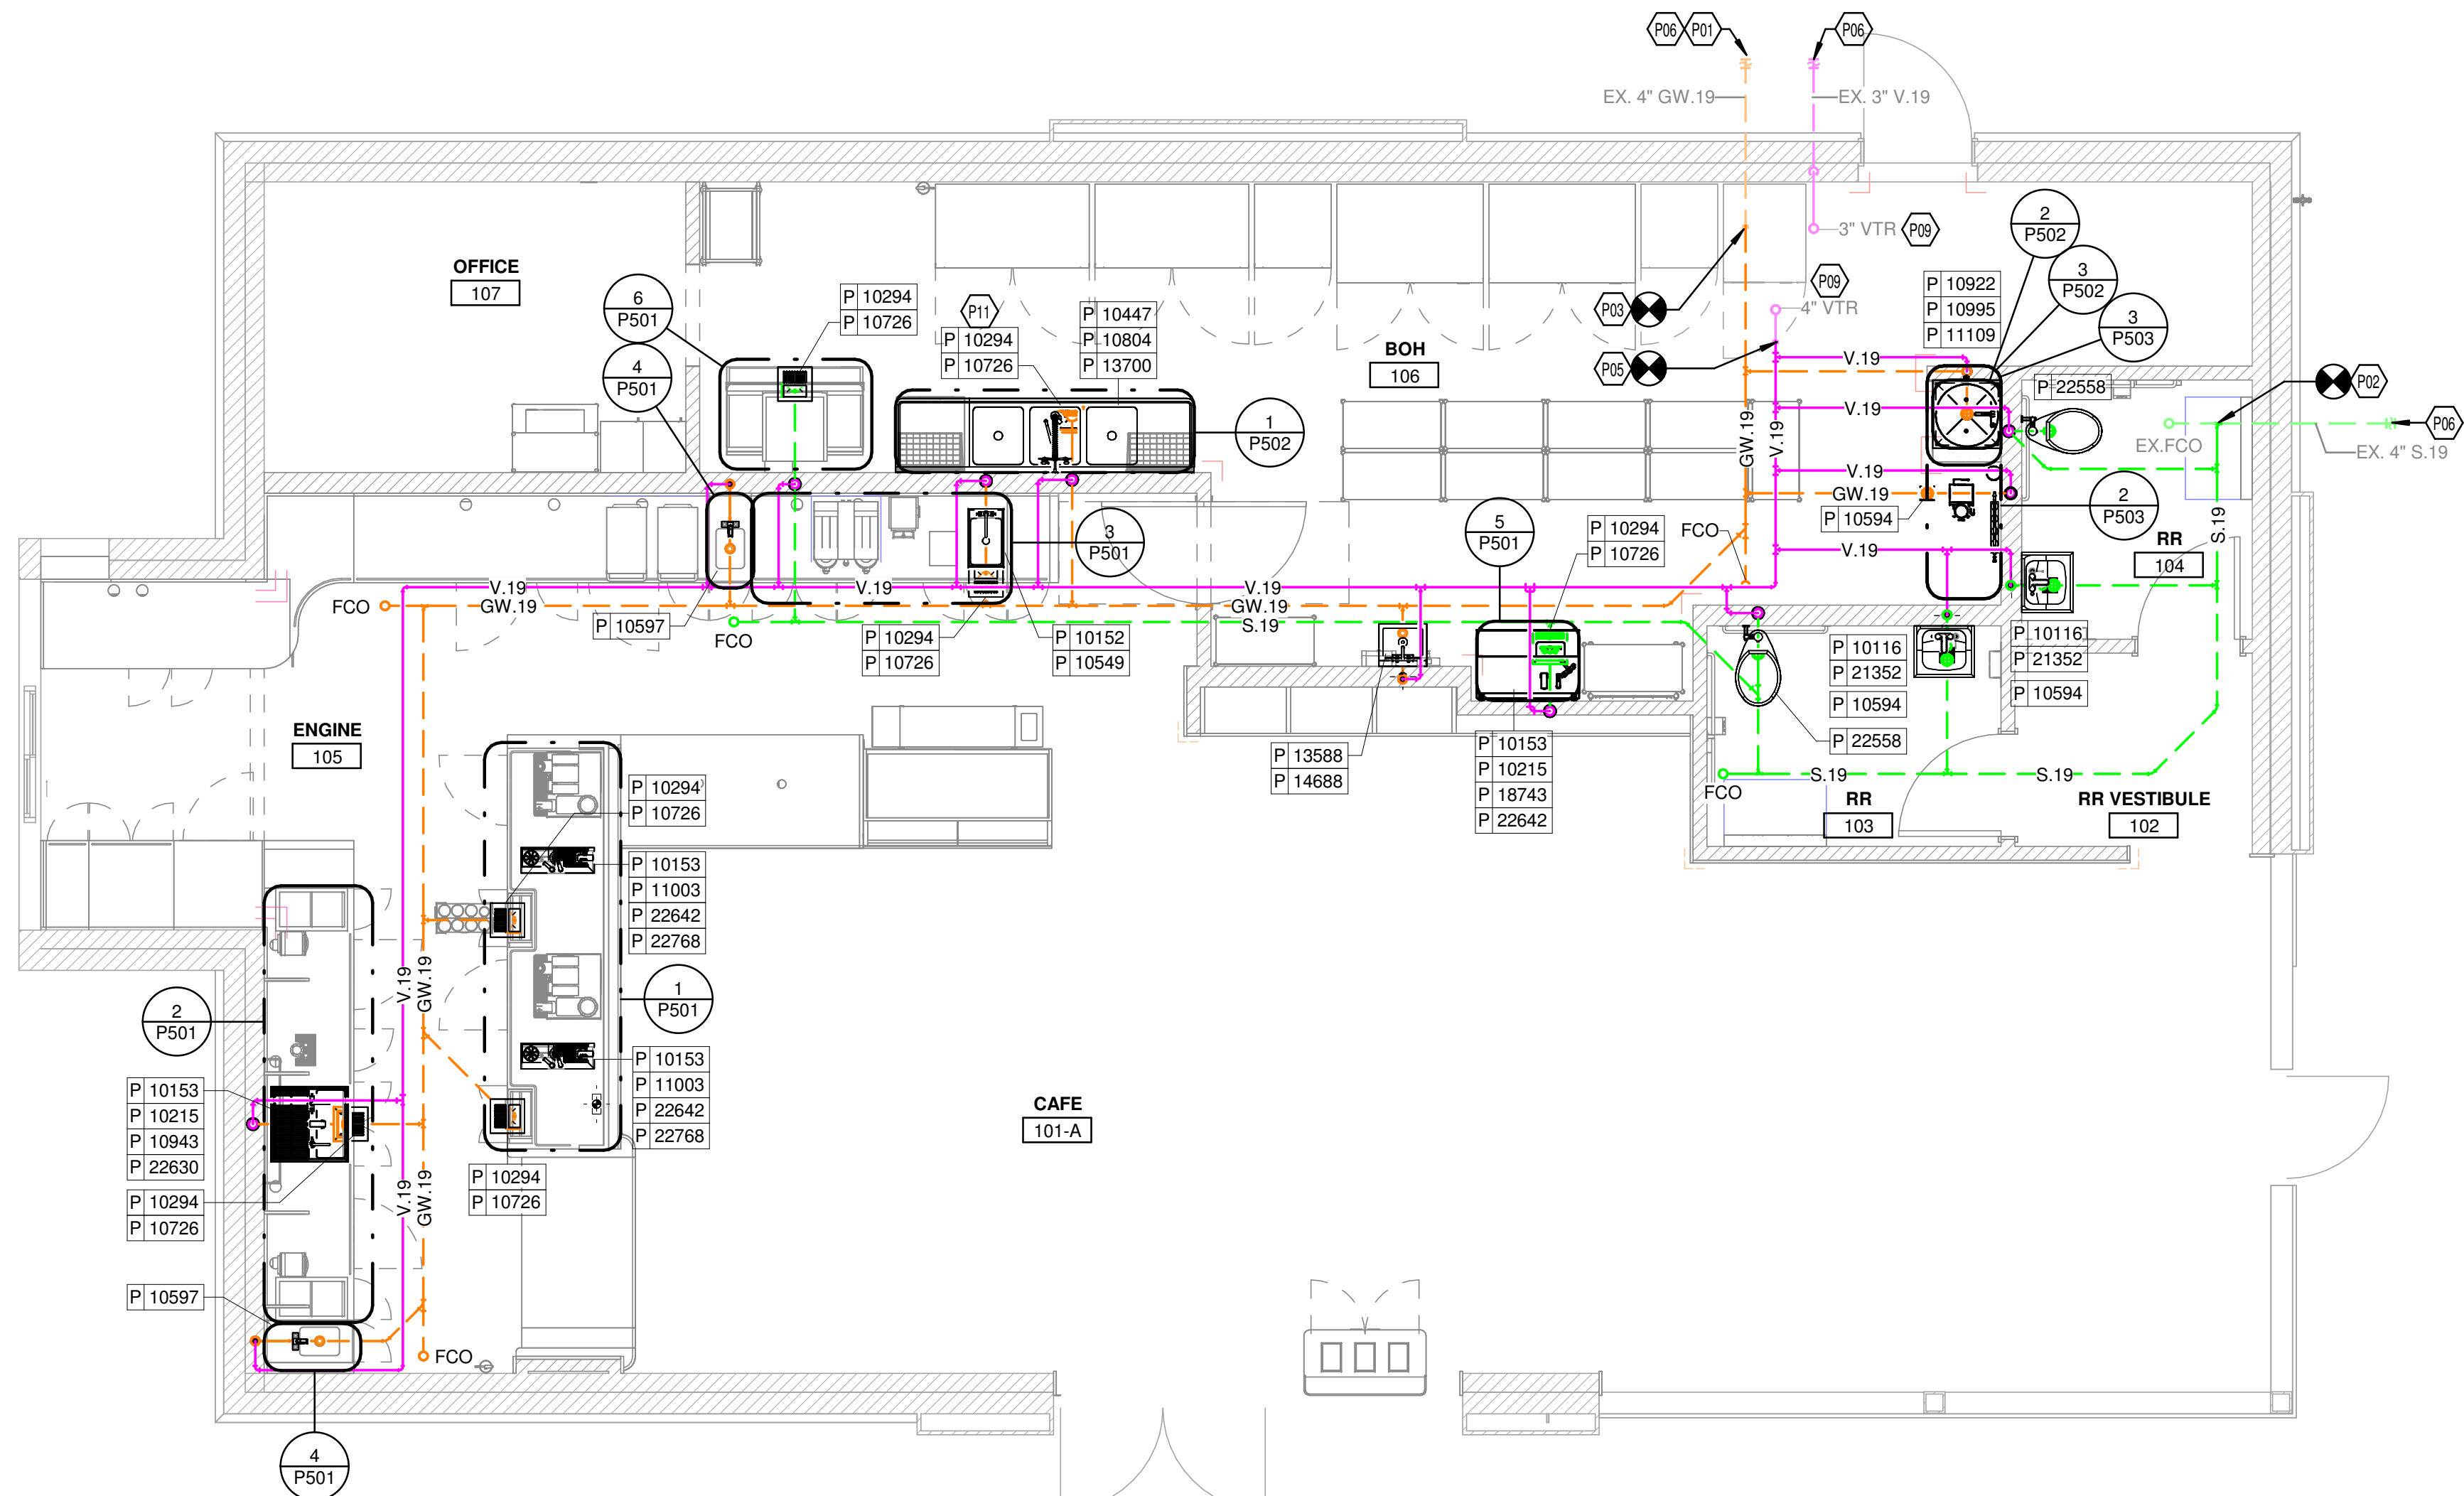 P06
P01
P06
EX. 4" GW.19
EX. 3" V.19
3" VTR
P09
2
P502
3
P502
3
P503
OFFICE
107
6
P501
4
P501
P 10294
P 10726
P11
P 10294
P 10726
P 10447
P 10804
P 13700
BOH
106
P03
P09
4" VTR
P05
P 10922
P 10995
P 11109
V.19
P 22558
P02
P06
EX.FCO
EX. 4" S.19
V.19
1
P502
GW.19
V.19
V.19
GW.19
2
P503
S.19
P 10594
5
P501
P 10294
P 10726
FCO
3
P501
V.19
RR
104
FCO
V.19
GW.19
V.19
V.19
GW.19
S.19
P 10597
FCO
P 10294
P 10726
P 10152
P 10549
P 10116
P 21352
P 10594
P 22558
P 10116
P 21352
P 10594
ENGINE
105
P 13588
P 14688
P 10153
P 10215
P 18743
P 22642
FCO
S.19
S.19
RR
103
RR VESTIBULE
102
P 10294
P 10726
P 10153
P 11003
P 22642
P 22768
V.19
GW.19
1
P501
2
P501
P 10153
P 11003
P 22642
P 22768
CAFE
101-A
P 10153
P 10215
P 10943
P 22630
P 10294
P 10726
V.19
GW.19
P 10294
P 10726
P 10597
FCO
4
P501